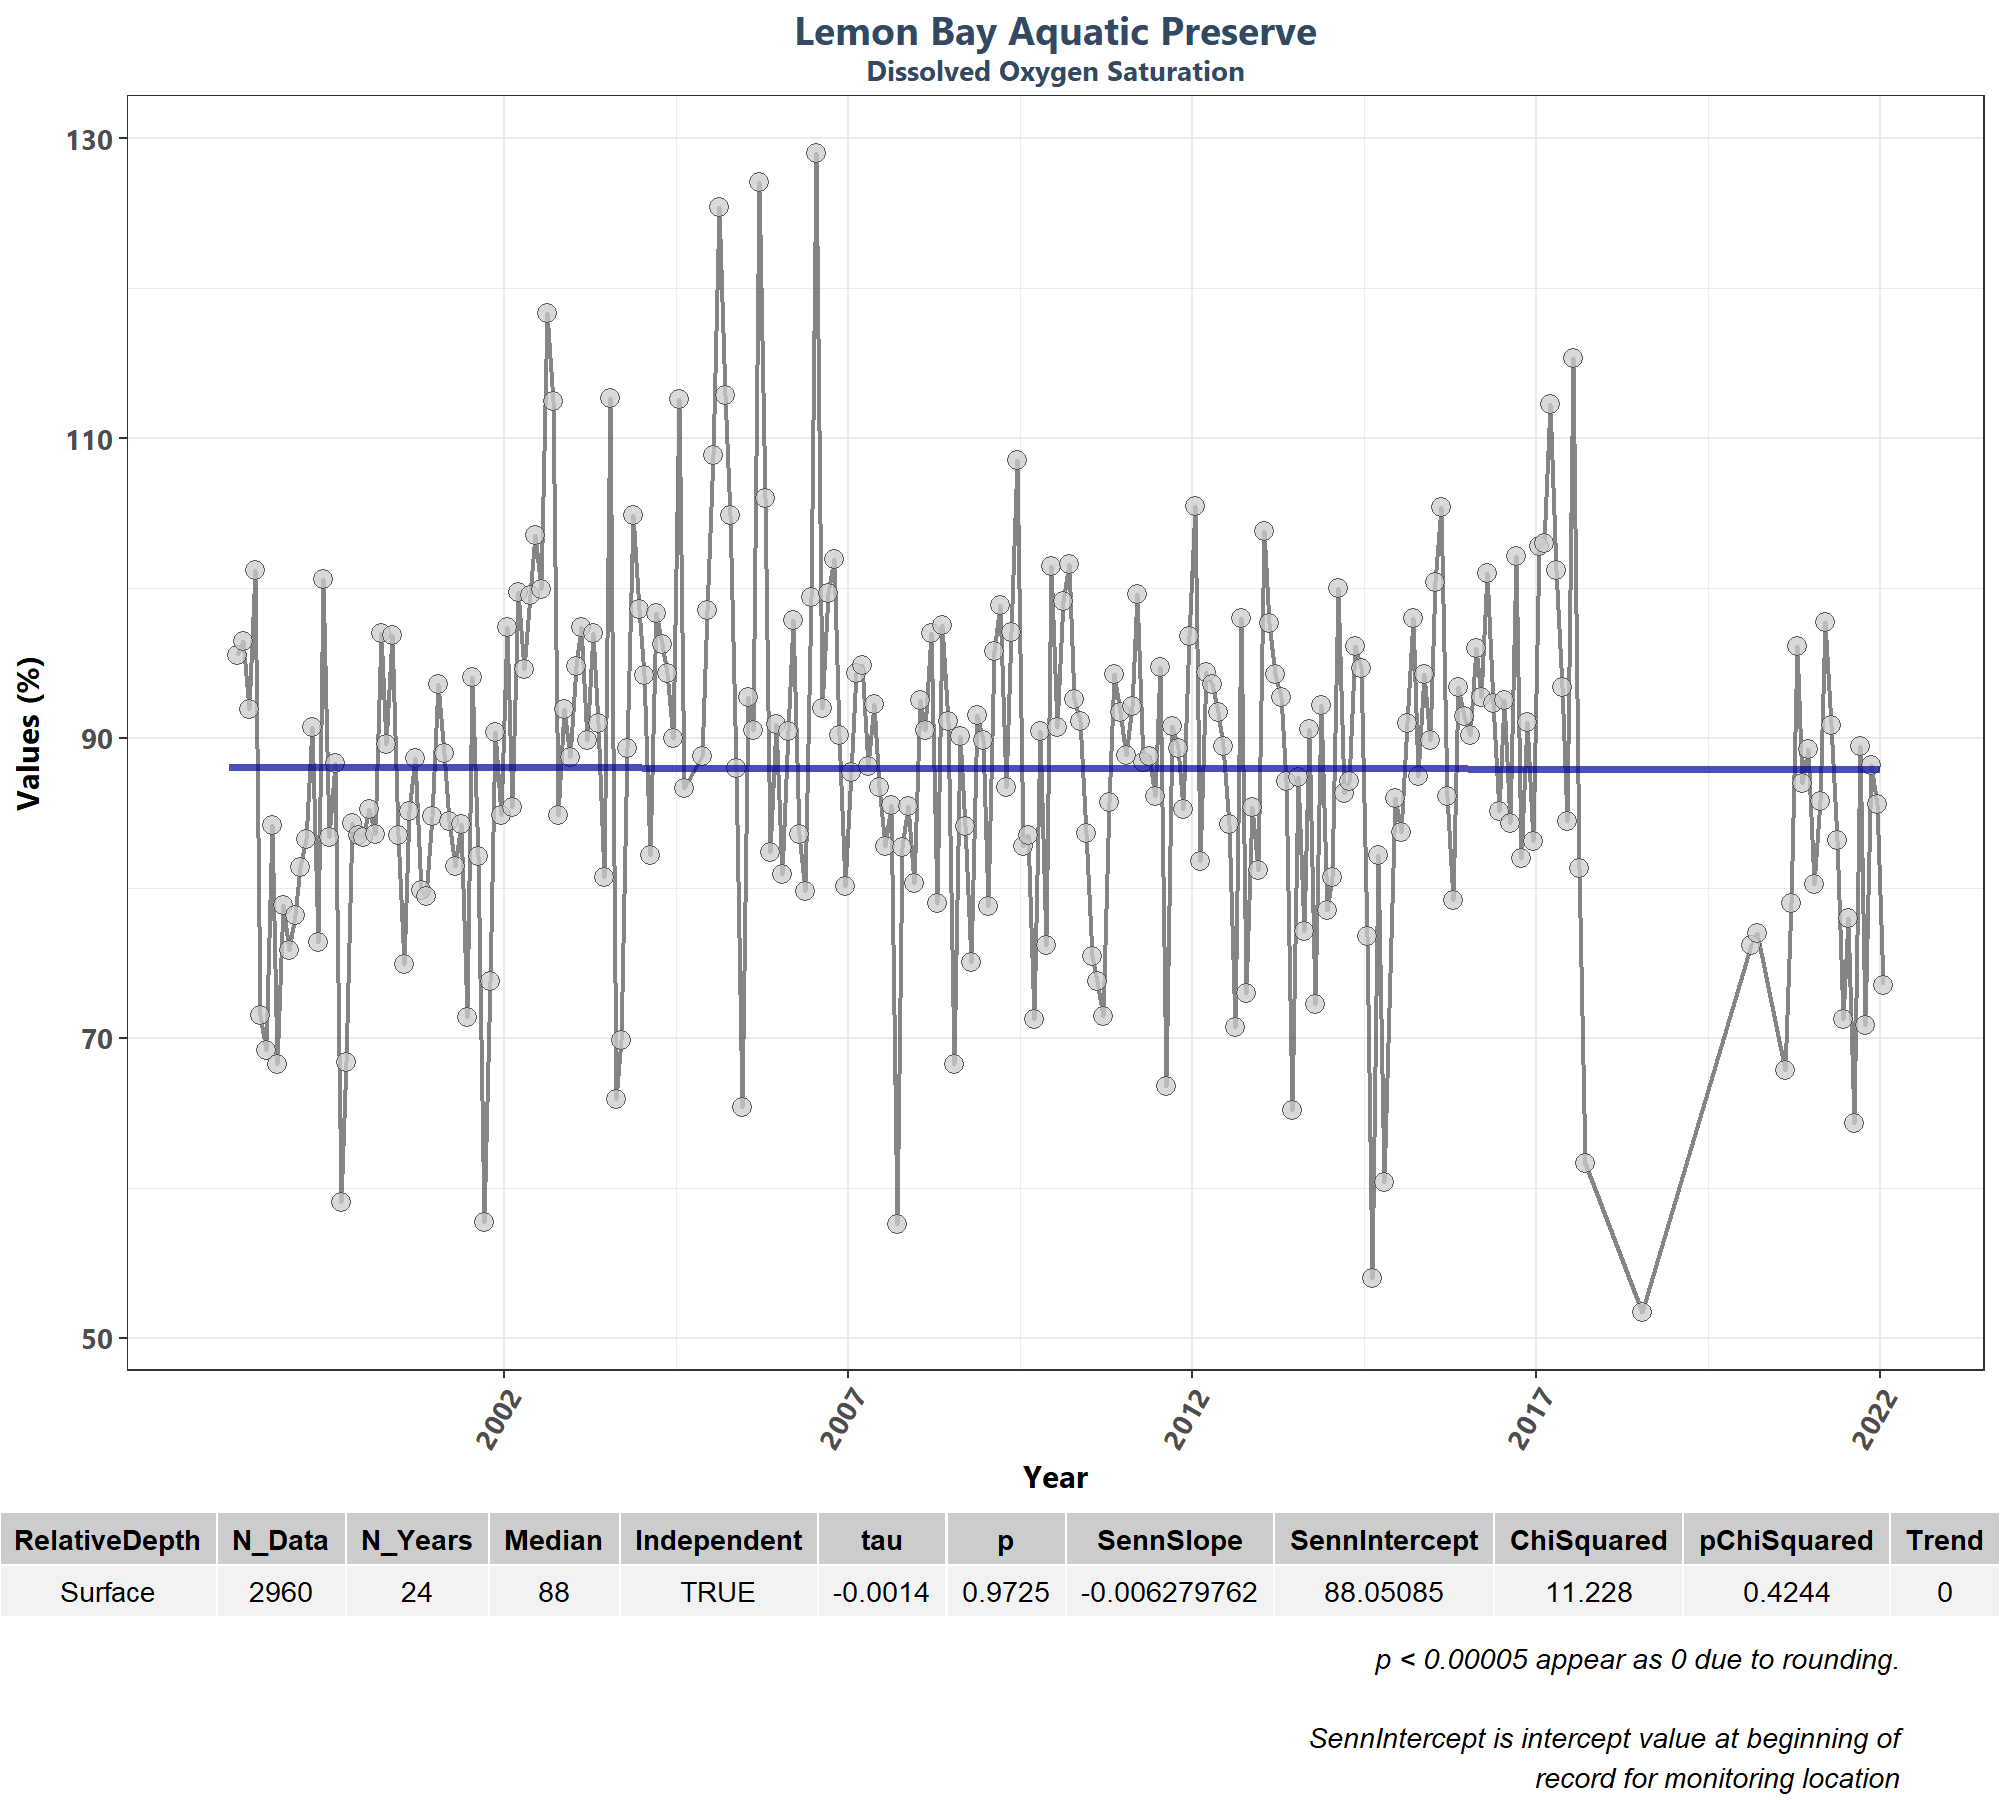 Lemon Bay Aquatic Preserve
Dissolved Oxygen Saturation
130
110
90
70
50
Values (%)
2002 2007 2012 2017 2022
Year
RelativeDepth N_Data N_Years Median Independent tau p SennSlope SennIntercept ChiSquared pChiSquared Trend
Surface 2960 24 88 TRUE -0.0014 0.9725 -0.006279762 88.05085 11.228 0.4244 0
p < 0.00005 appear as 0 due to rounding.
SennIntercept is intercept value at beginning of
record for monitoring location